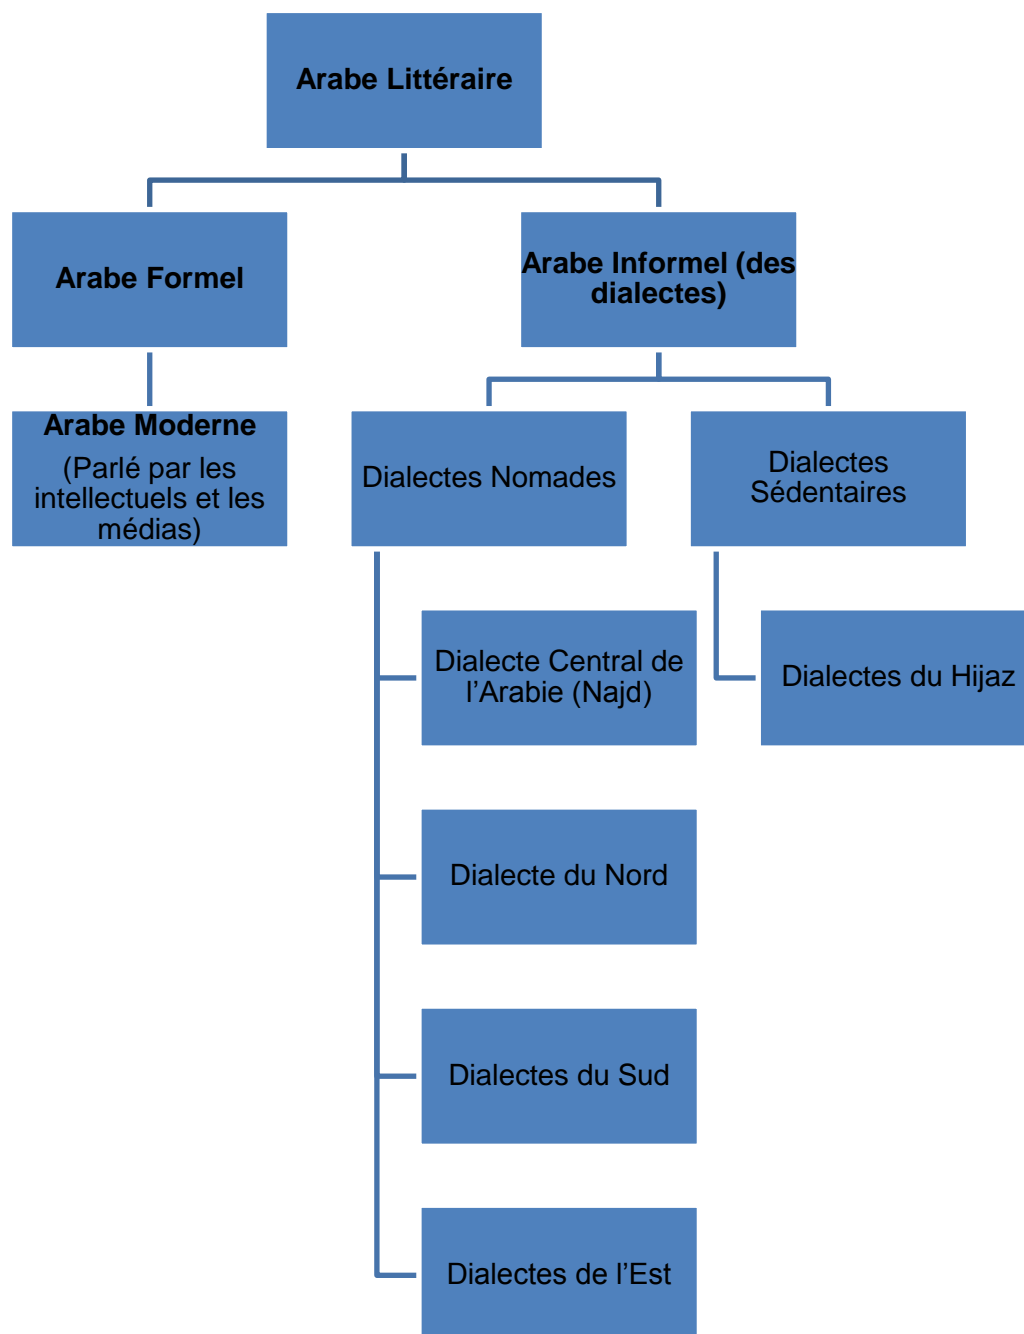 Arabe Littéraire
Arabe Formel
Arabe Informel (des
dialectes)
Arabe Moderne
(Parlé par les
intellectuels et les
médias)
Dialectes Nomades
Dialectes
Sédentaires
Dialecte Central de
l’Arabie (Najd)
Dialectes du Hijaz
Dialecte du Nord
Dialectes du Sud
Dialectes de l’Est